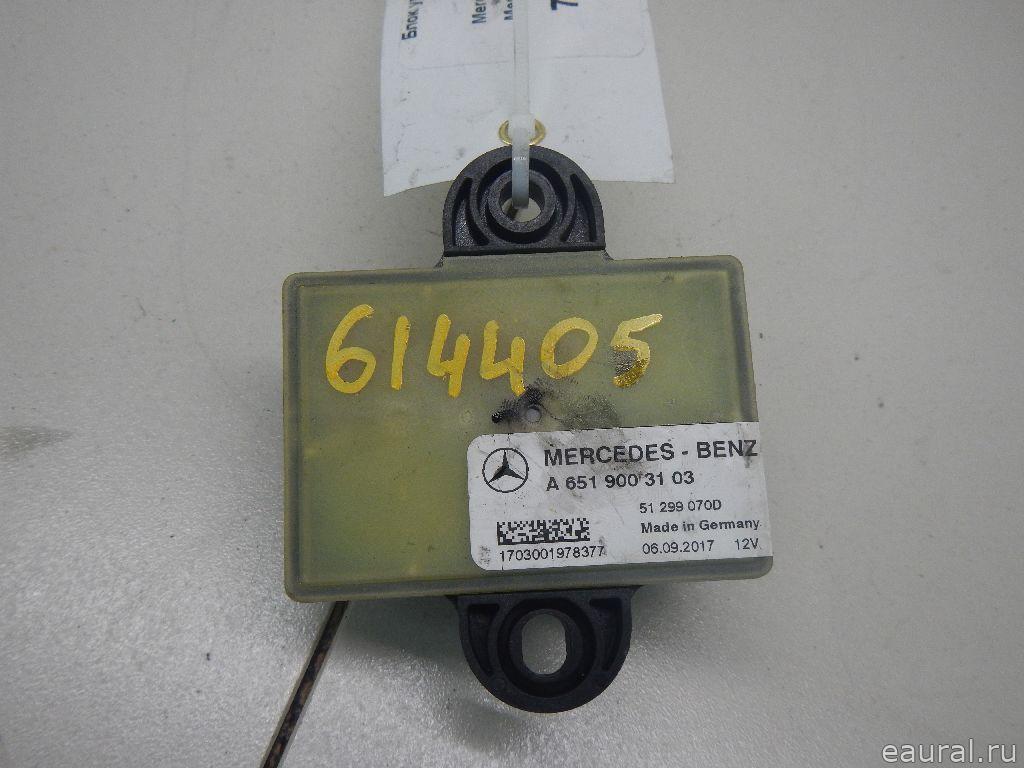 Блок
614405
MERCEDES - BENZ
A 651 900 31 03
51 299 070D
Made in Germany
1703001978377
06.09.2017 12V
eaural.ru